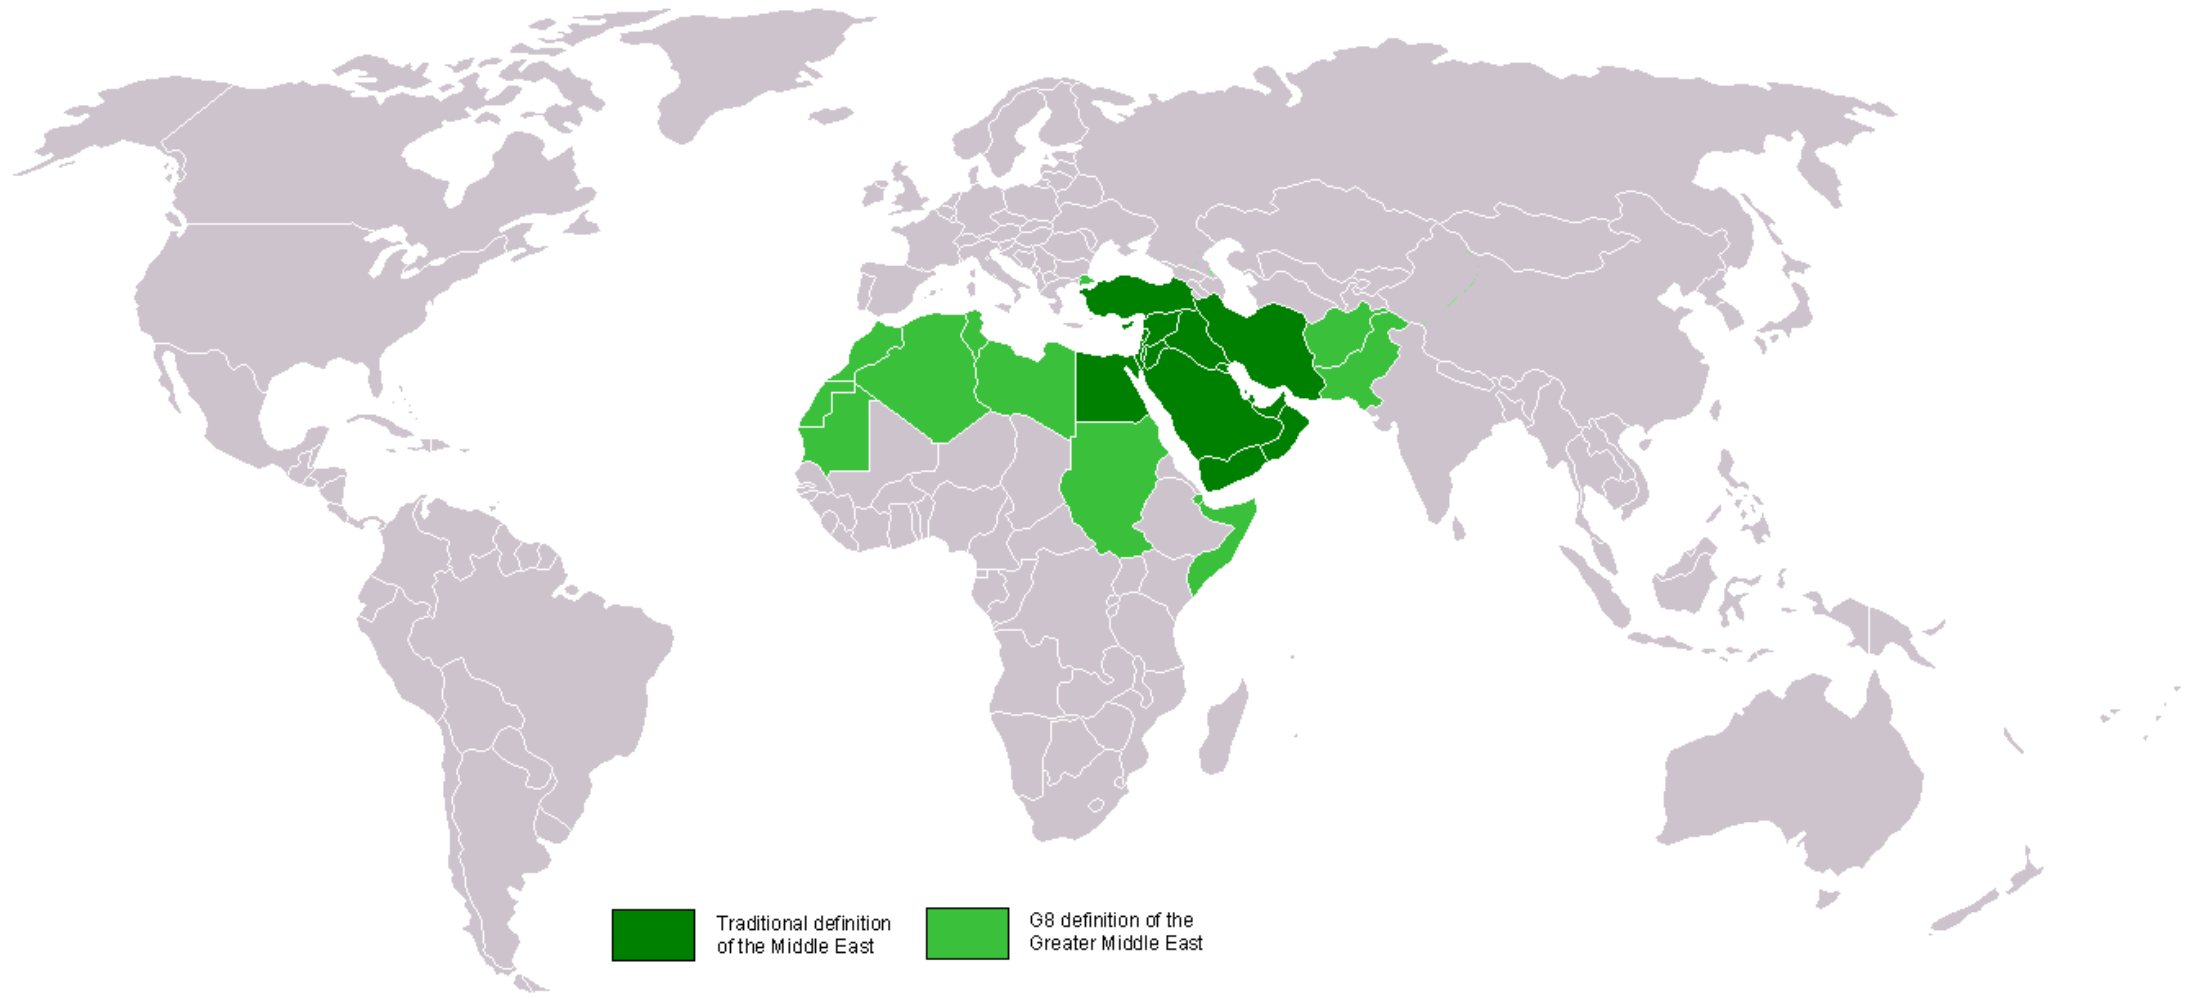 Traditional definition
of the Middle East
G8 definition of the
Greater Middle East